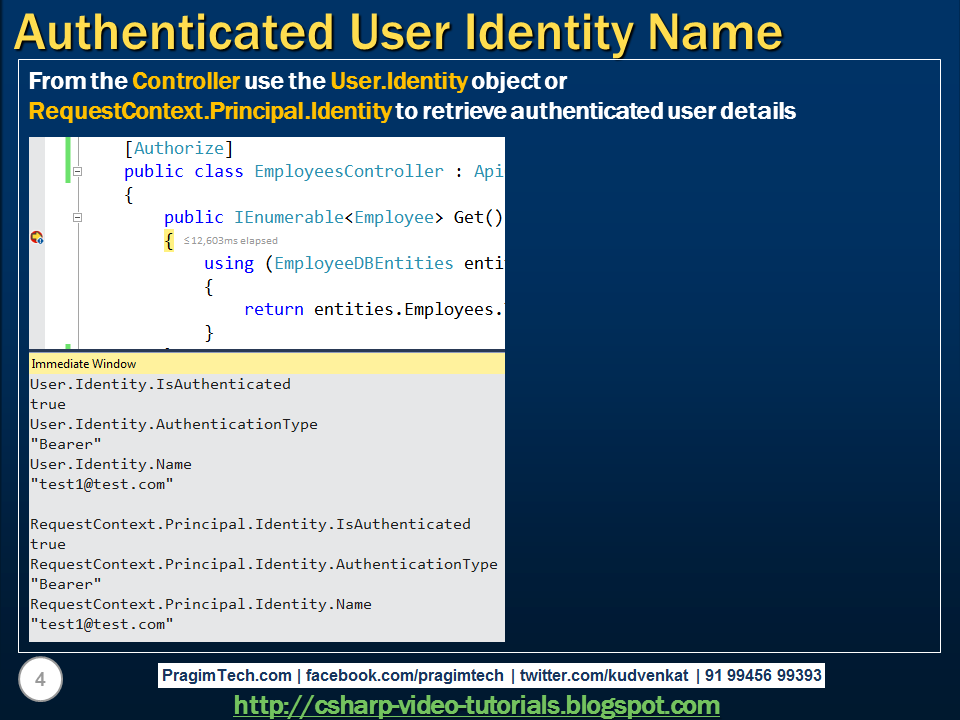 Authenticated User Identity Name
From the Controller use the User.Identity object or
RequestContext.Principal.Identity to retrieve authenticated user details
[Authorize]
public class EmployeesController : Api
{
public IEnumerable<Employee> Get()
{ ≤12,603ms elapsed
using (EmployeeDBEntities enti
{
return entities.Employees.
}
Immediate Window
User.Identity.IsAuthenticated
true
User.Identity.AuthenticationType
"Bearer"
User.Identity.Name
"test1@test.com"
RequestContext.Principal.Identity.IsAuthenticated
true
RequestContext.Principal.Identity.AuthenticationType
"Bearer"
RequestContext.Principal.Identity.Name
"test1@test.com"
4
PragimTech.com | facebook.com/pragimtech | twitter.com/kudvenkat | 91 99456 99393
http://csharp-video-tutorials.blogspot.com